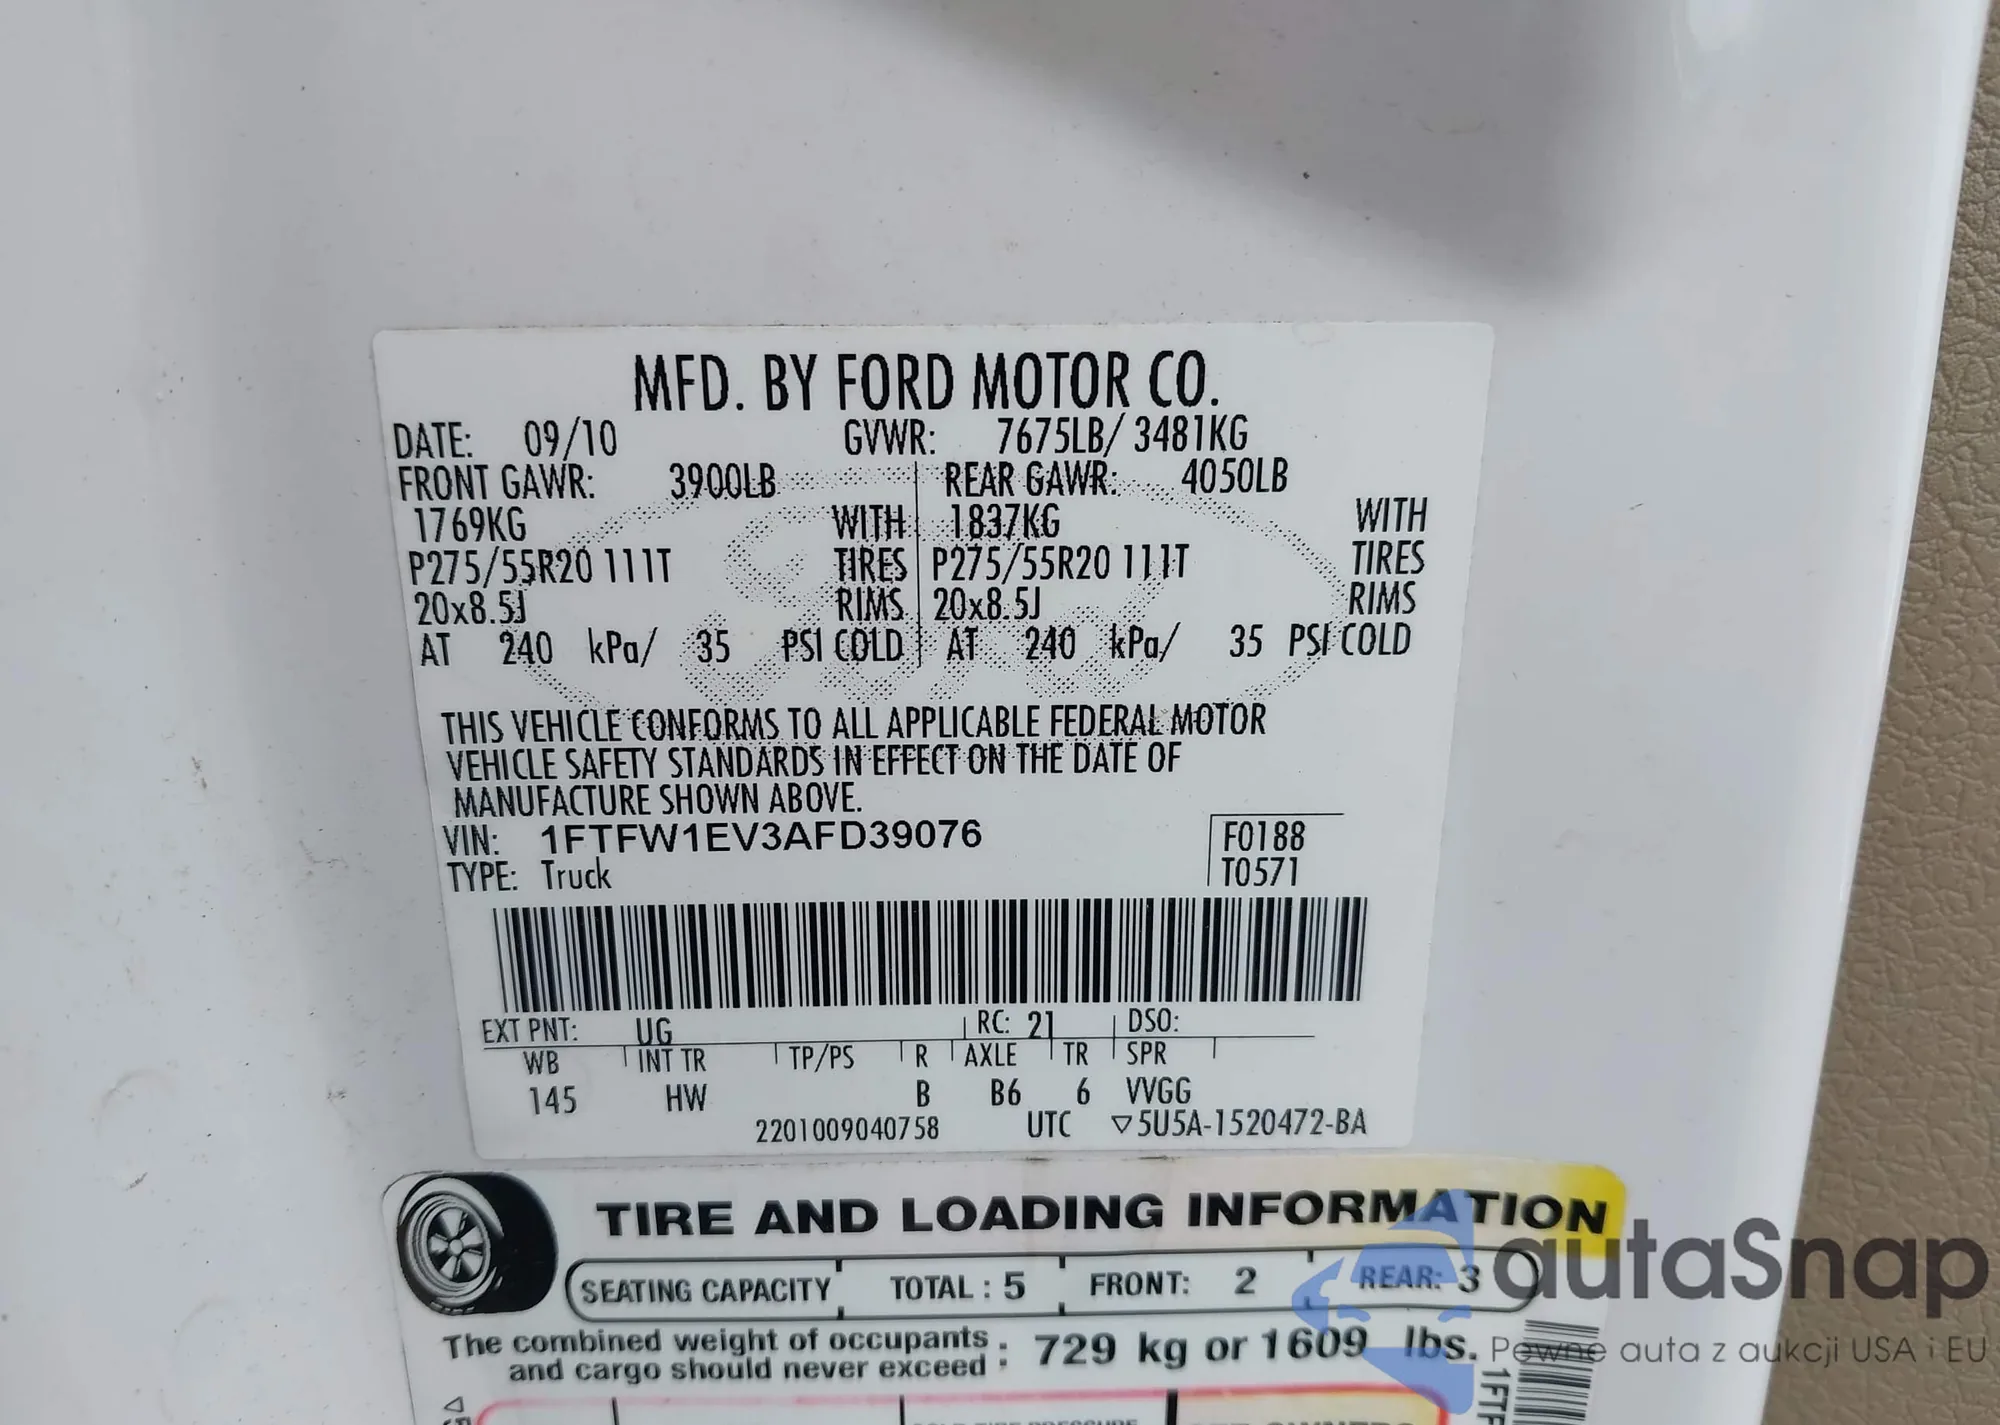 MFD. BY FORD MOTOR CO.
DATE: 09/10 GVWR: 7675LB/ 3481KG
FRONT GAWR: 3900LB REAR GAWR: 4050LB
1769KG WITH 1837KG WITH
P275/55R20 111T TIRES P275/55R20 111T TIRES
20x8.5J RIMS 20x8.5J RIMS
AT 240 kPa/ 35 PSI COLD AT 240 kPa/ 35 PSI COLD
THIS VEHICLE CONFORMS TO ALL APPLICABLE FEDERAL MOTOR
VEHICLE SAFETY STANDARDS IN EFFECT ON THE DATE OF
MANUFACTURE SHOWN ABOVE.
VIN: 1FTFW1EV3AFD39076 F0188
TYPE: Truck T0571
EXT PNT: UG RC: 21 DSO:
WB INT TR TP/PS R AXLE TR SPR
145 HW B B6 6 VVGG
2201009040758 UTC ▽5U5A-1520472-BA
TIRE AND LOADING INFORMATION
SEATING CAPACITY TOTAL : 5 FRONT: 2 REAR: 3
The combined weight of occupants
and cargo should never exceed : 729 kg or 1609 lbs.
autaSnap
Pewne auta z aukcji USA i EU
1FTF